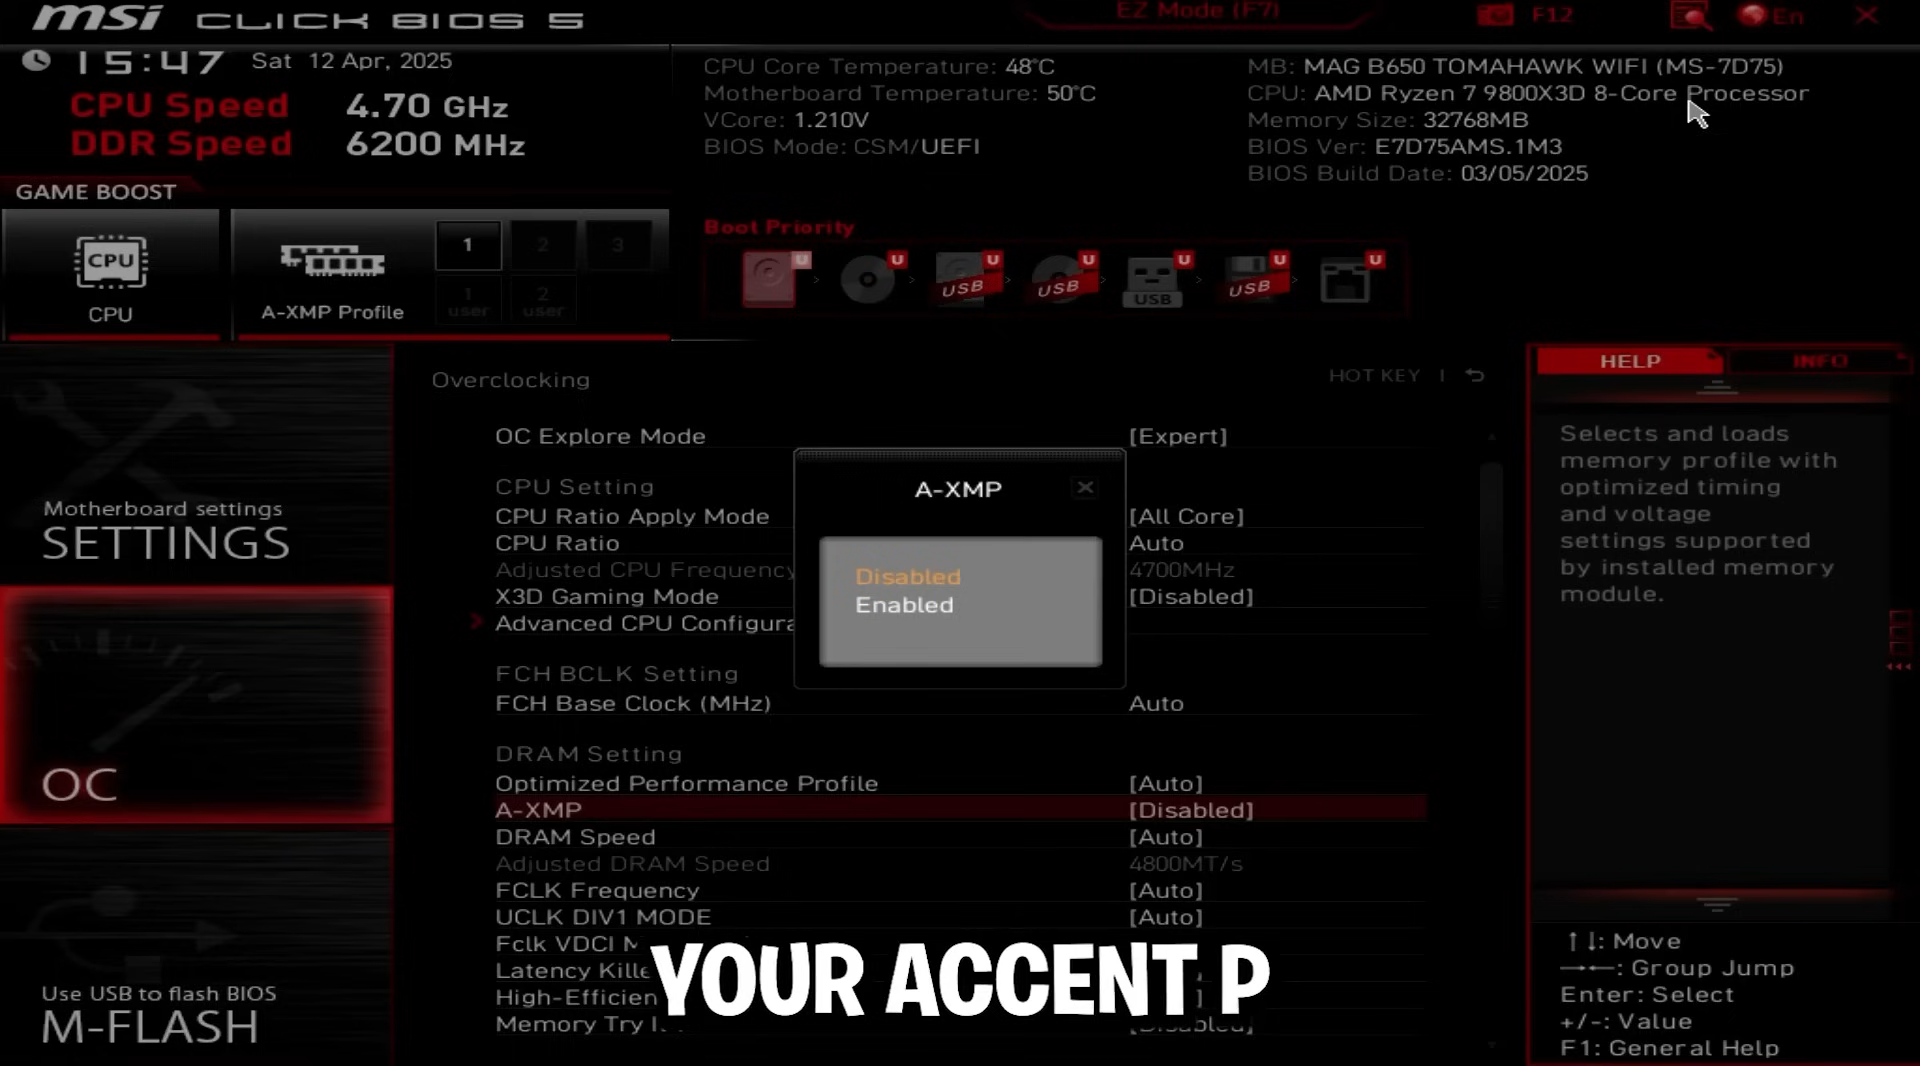 msi CLICK BIOS 5
EZ Mode (F7)
F12
En
15:47
Sat 12 Apr, 2025
CPU Speed 4.70 GHz
DDR Speed 6200 MHz
CPU Core Temperature: 48°C
Motherboard Temperature: 50°C
VCore: 1.210V
BIOS Mode: CSM/UEFI
MB: MAG B650 TOMAHAWK WIFI (MS-7D75)
CPU: AMD Ryzen 7 9800X3D 8-Core Processor
Memory Size: 32768MB
BIOS Ver: E7D75AMS.1M3
BIOS Build Date: 03/05/2025
GAME BOOST
CPU
CPU
A-XMP Profile
1 2 3
1 user 2 user
Boot Priority
U U U U U U U
USB USB USB USB
Motherboard settings
SETTINGS
OC
Use USB to flash BIOS
M-FLASH
Overclocking
HOT KEY
OC Explore Mode [Expert]
CPU Setting
CPU Ratio Apply Mode [All Core]
CPU Ratio Auto
Adjusted CPU Frequency 4700MHz
X3D Gaming Mode [Disabled]
Advanced CPU Configura
FCH BCLK Setting
FCH Base Clock (MHz) Auto
DRAM Setting
Optimized Performance Profile [Auto]
A-XMP [Disabled]
DRAM Speed [Auto]
Adjusted DRAM Speed 4800MT/s
FCLK Frequency [Auto]
UCLK DIV1 MODE [Auto]
Fclk VDCI
Latency Kille
High-Efficien
Memory Try I [Disabled]
A-XMP
Disabled
Enabled
YOUR ACCENT P
HELP
INFO
Selects and loads
memory profile with
optimized timing
and voltage
settings supported
by installed memory
module.
↑↓: Move
→←: Group Jump
Enter: Select
+/-: Value
F1: General Help